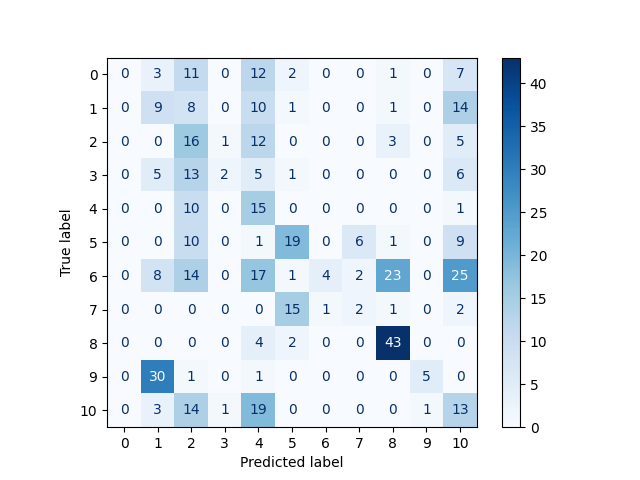 0 0 3 11 0 12 2 0 0 1 0 7
1 0 9 8 0 10 1 0 0 1 0 14
2 0 0 16 1 12 0 0 0 3 0 5
3 0 5 13 2 5 1 0 0 0 0 6
4 0 0 10 0 15 0 0 0 0 0 1
5 0 0 10 0 1 19 0 6 1 0 9
6 0 8 14 0 17 1 4 2 23 0 25
7 0 0 0 0 0 15 1 2 1 0 2
8 0 0 0 0 4 2 0 0 43 0 0
9 0 30 1 0 1 0 0 0 0 5 0
10 0 3 14 1 19 0 0 0 0 1 13
0 1 2 3 4 5 6 7 8 9 10
Predicted label
True label
40
35
30
25
20
15
10
5
0